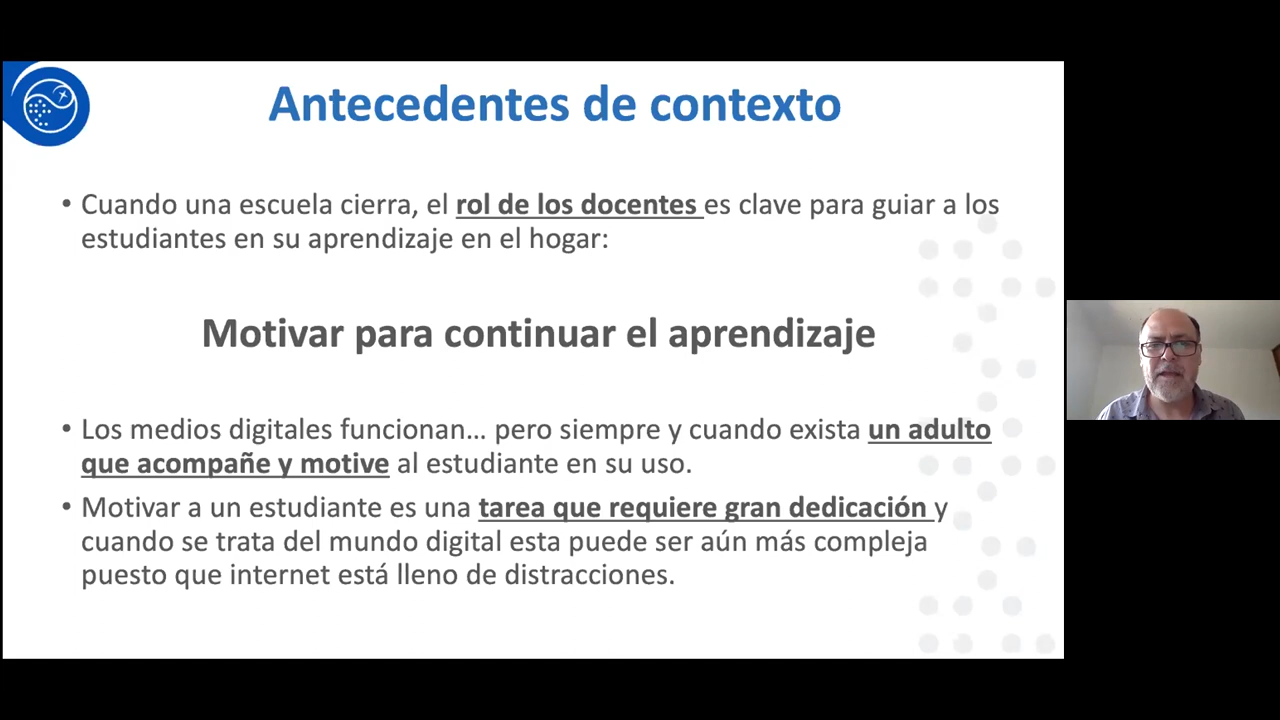 Antecedentes de contexto
• Cuando una escuela cierra, el rol de los docentes es clave para guiar a los
estudiantes en su aprendizaje en el hogar:
Motivar para continuar el aprendizaje
• Los medios digitales funcionan... pero siempre y cuando exista un adulto
que acompañe y motive al estudiante en su uso.
• Motivar a un estudiante es una tarea que requiere gran dedicación y
cuando se trata del mundo digital esta puede ser aún más compleja
puesto que internet está lleno de distracciones.